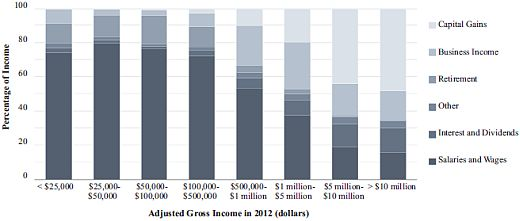 Percentage of Income
100
80
60
40
20
0
< $25,000
$25,000-
$50,000
$50,000-
$100,000
$100,000-
$500,000
$500,000-
$1 million
$1 million-
$5 million
$5 million-
$10 million
> $10 million
Adjusted Gross Income in 2012 (dollars)
Capital Gains
Business Income
Retirement
Other
Interest and Dividends
Salaries and Wages